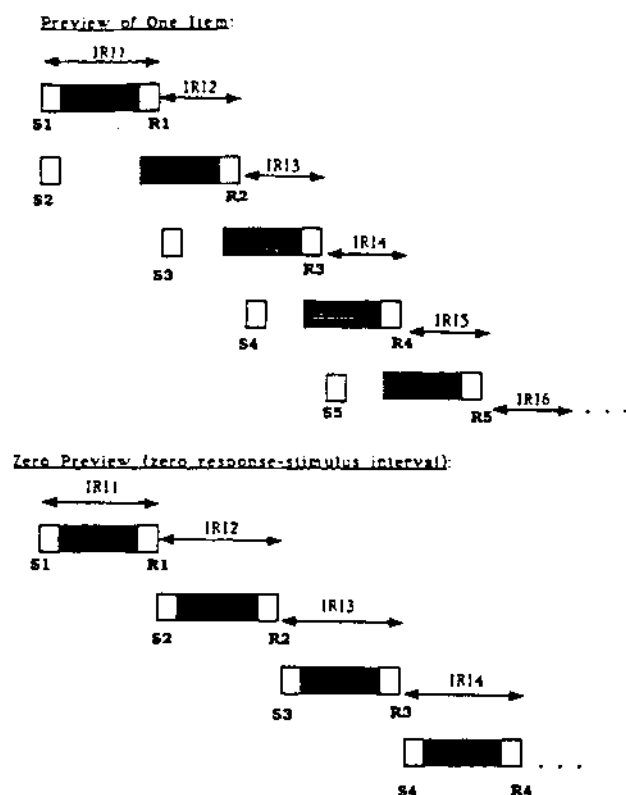 Preview of One Item:
IRI1
IRI2
S1 R1
IRI3
S2 R2
IRI4
S3 R3
IRI5
S4 R4
IRI6
S5 R5 . . .
Zero Preview (zero response-stimulus interval):
IRI1
IRI2
S1 R1
IRI3
S2 R2
IRI4
S3 R3
. . .
S4 R4